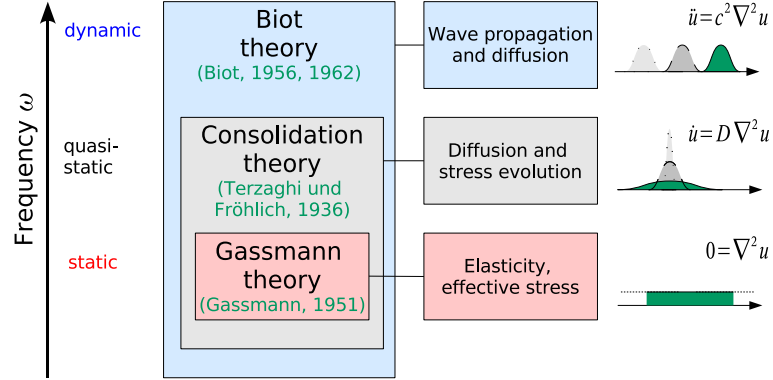 Frequency ω
dynamic
quasi-
static
static
Biot
theory
(Biot, 1956, 1962)
Consolidation
theory
(Terzaghi und
Fröhlich, 1936)
Gassmann
theory
(Gassmann, 1951)
Wave propagation
and diffusion
Diffusion and
stress evolution
Elasticity,
effective stress
ü=c²∇²u
u̇=D∇²u
0=∇²u